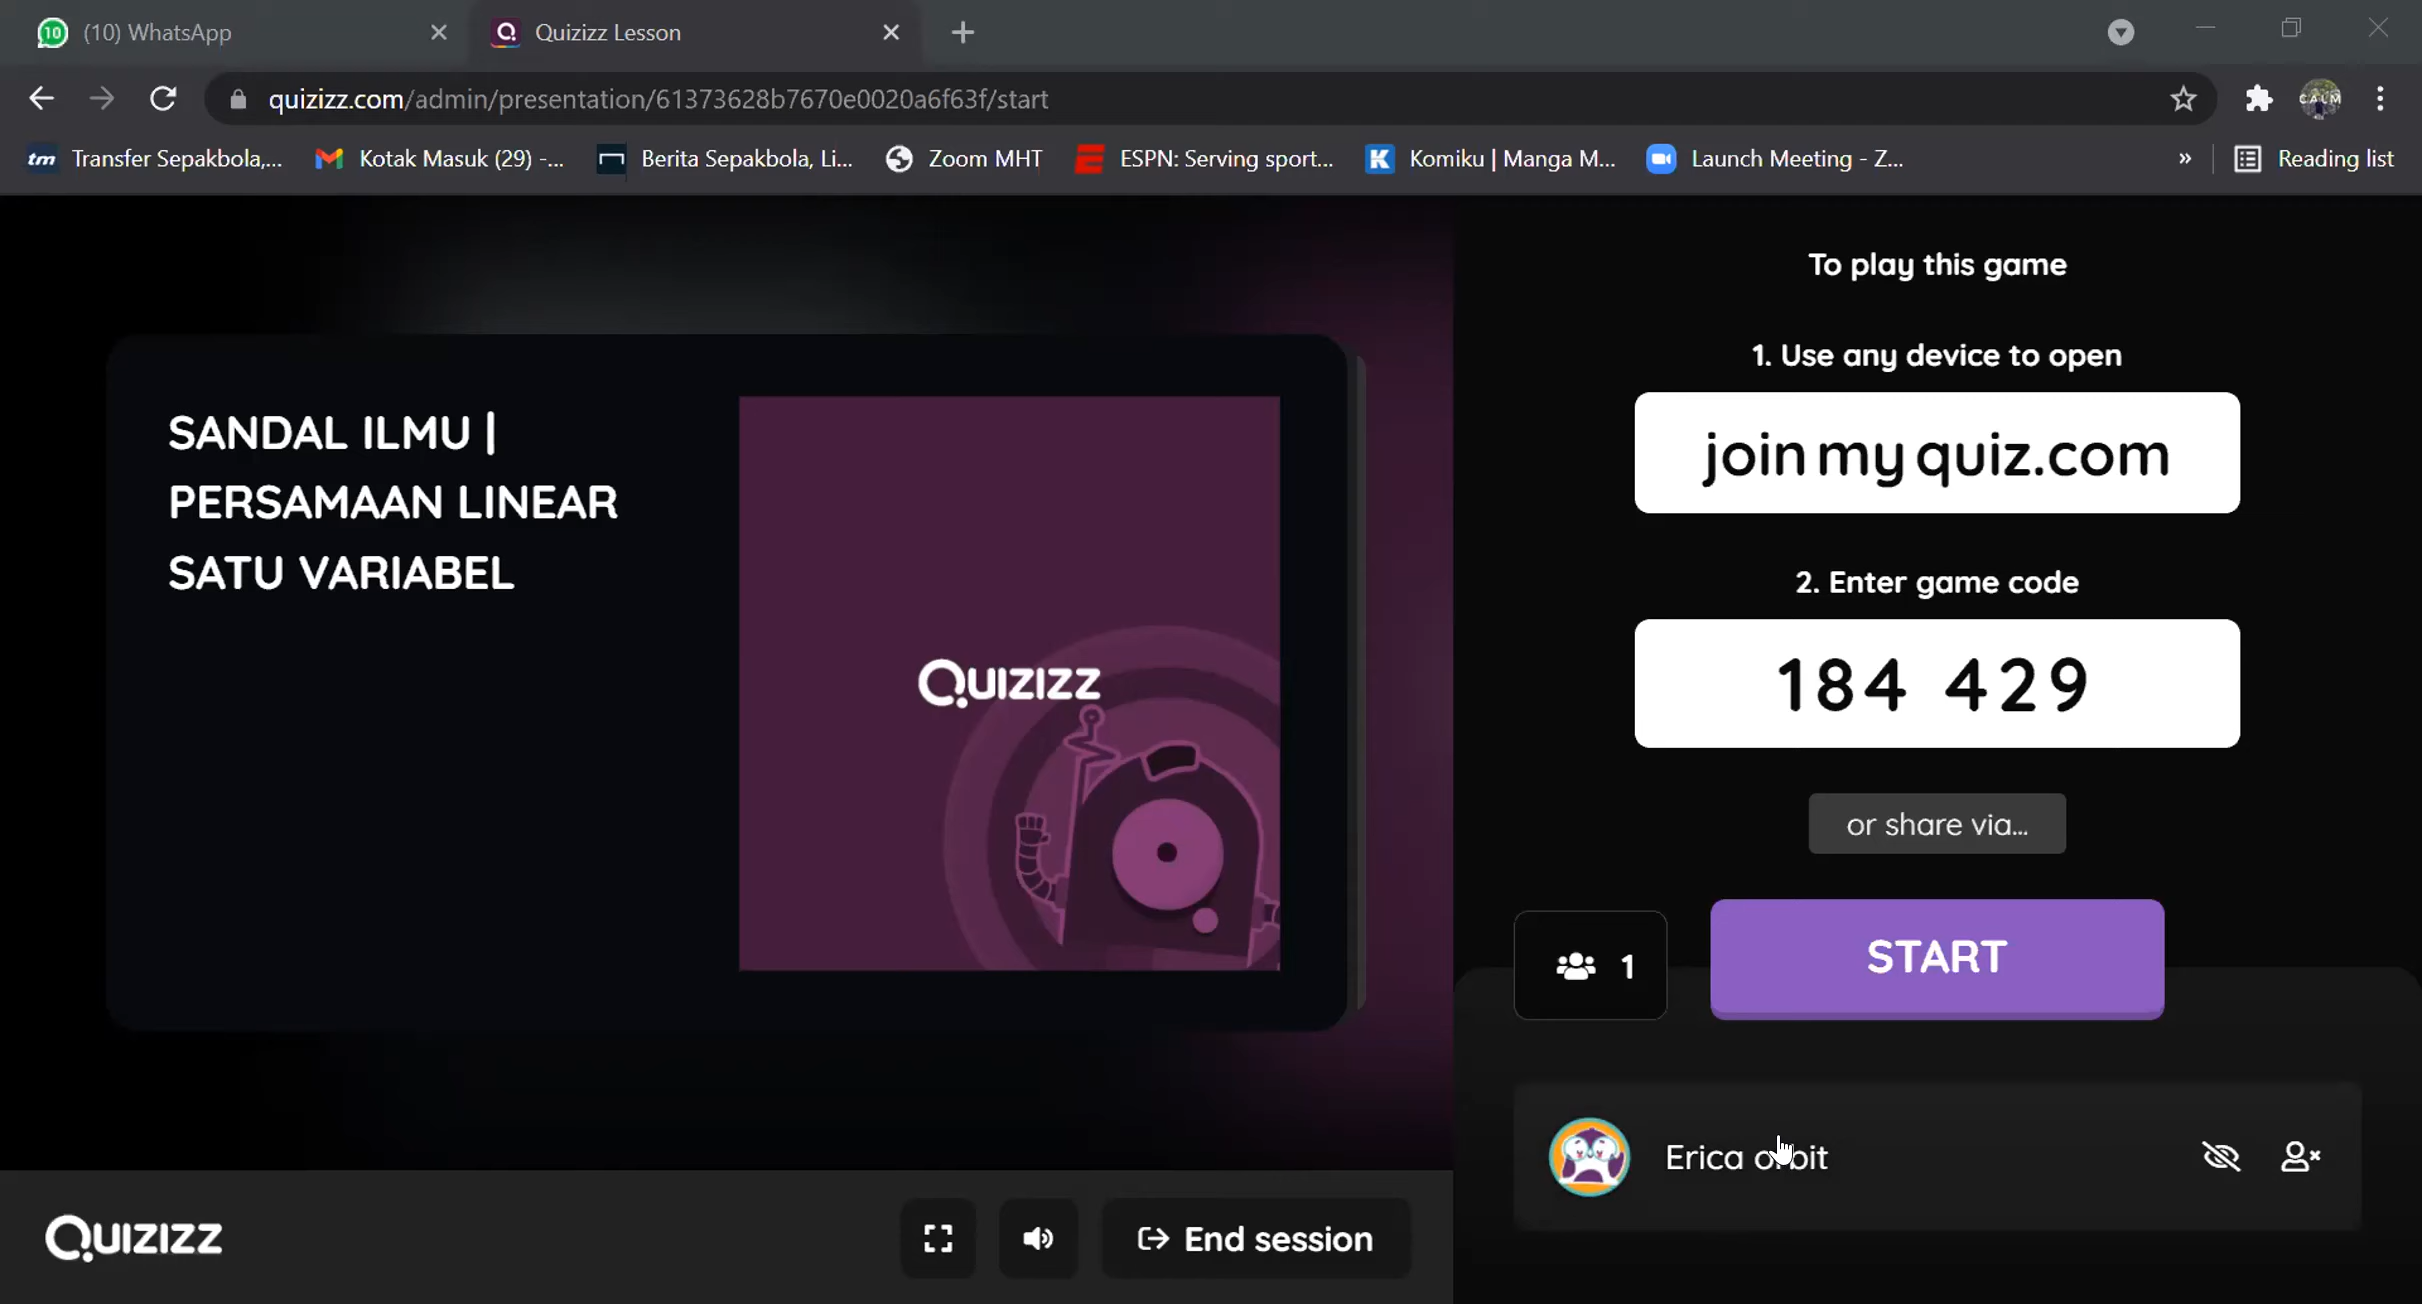 (10) WhatsApp
Quizizz Lesson
quizizz.com/admin/presentation/61373628b7670e0020a6f63f/start
Transfer Sepakbola,...
Kotak Masuk (29) -...
Berita Sepakbola, Li...
Zoom MHT
ESPN: Serving sport...
Komiku | Manga M...
Launch Meeting - Z...
»
Reading list
SANDAL ILMU |
PERSAMAAN LINEAR
SATU VARIABEL
QUIZIZZ
To play this game
1. Use any device to open
joinmyquiz.com
2. Enter game code
184 429
or share via...
1
START
Erica
QUIZIZZ
End session